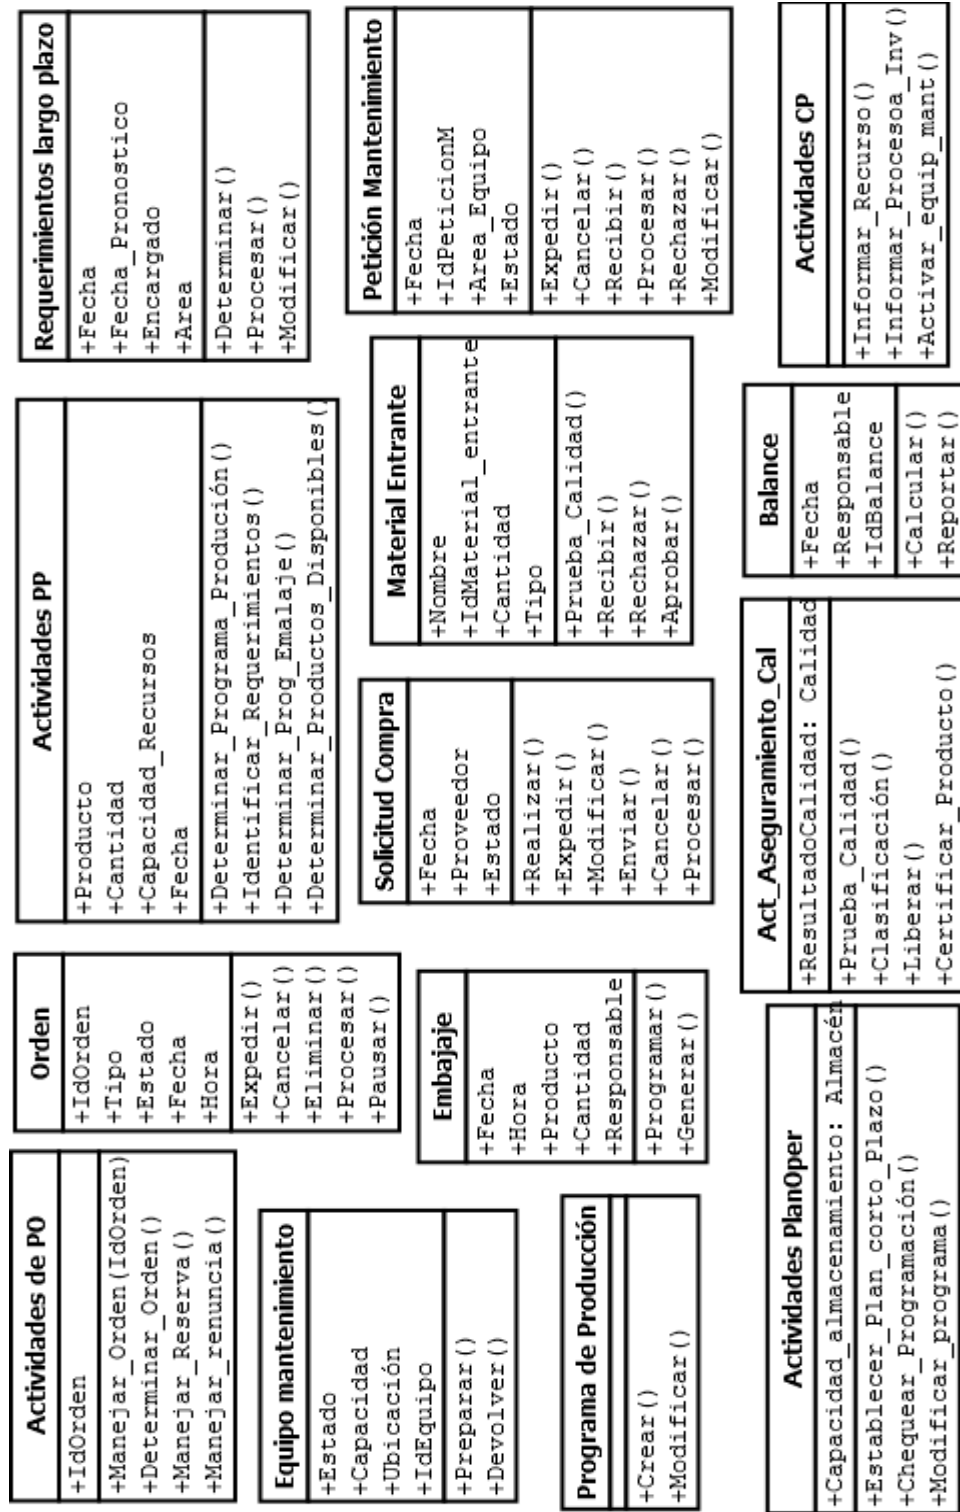 Actividades de PO
+IdOrden
+Manejar_Orden(IdOrden)
+Determinar_Orden()
+Manejar_Reserva()
+Manejar_renuncia()
Orden
+IdOrden
+Tipo
+Estado
+Fecha
+Hora
+Expedir()
+Cancelar()
+Eliminar()
+Procesar()
+Pausar()
Actividades PP
+Producto
+Cantidad
+Capacidad_Recursos
+Fecha
+Determinar_Programa_Produción()
+Identificar_Requerimientos()
+Determinar_Prog_Emalaje()
+Determinar_Productos_Disponibles()
Requerimientos largo plazo
+Fecha
+Fecha_Pronostico
+Encargado
+Area
+Determinar()
+Procesar()
+Modificar()
Equipo mantenimiento
+Estado
+Capacidad
+Ubicación
+IdEquipo
+Preparar()
+Devolver()
Embajaje
+Fecha
+Hora
+Producto
+Cantidad
+Responsable
+Programar()
+Generar()
Solicitud Compra
+Fecha
+Proveedor
+Estado
+Realizar()
+Expedir()
+Modificar()
+Enviar()
+Cancelar()
+Procesar()
Material Entrante
+Nombre
+IdMaterial_entrante
+Cantidad
+Tipo
+Prueba_Calidad()
+Recibir()
+Rechazar()
+Aprobar()
Petición Mantenimiento
+Fecha
+IdPeticionM
+Area_Equipo
+Estado
+Expedir()
+Cancelar()
+Recibir()
+Procesar()
+Rechazar()
+Modificar()
Programa de Producción
+Crear()
+Modificar()
Actividades PlanOper
+Capacidad_almacenamiento: Almacén
+Establecer_Plan_corto_Plazo()
+Chequear_Programación()
+Modificar_programa()
Act_Aseguramiento_Cal
+ResultadoCalidad: Calidad
+Prueba_Calidad()
+Clasificación()
+Liberar()
+Certificar_Producto()
Balance
+Fecha
+Responsable
+IdBalance
+Calcular()
+Reportar()
Actividades CP
+Informar_Recurso()
+Informar_Procesoa_Inv()
+Activar_equip_mant()